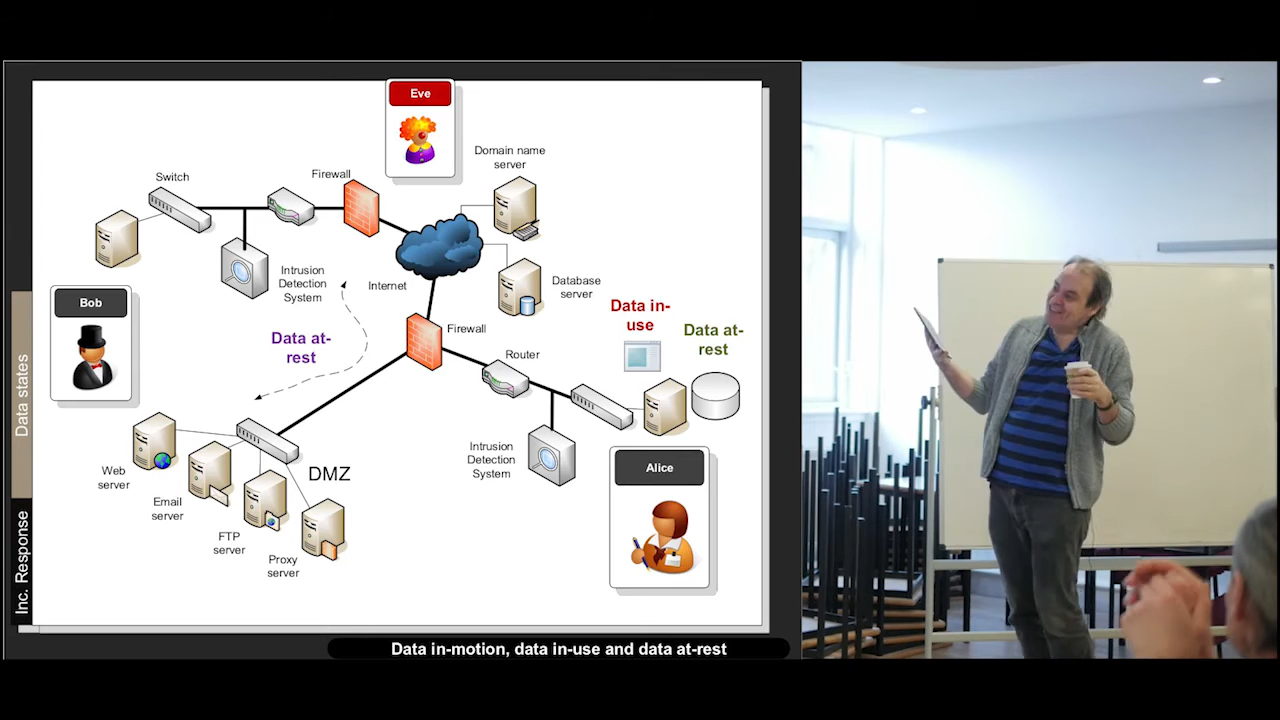 Eve
Domain name
server
Switch
Firewall
Intrusion
Detection
System
Internet
Database
server
Bob
Data at-
rest
Firewall
Data in-
use
Data at-
rest
Router
Data states
Intrusion
Detection
System
Alice
DMZ
Web
server
Email
server
FTP
server
Proxy
server
Inc. Response
Data in-motion, data in-use and data at-rest